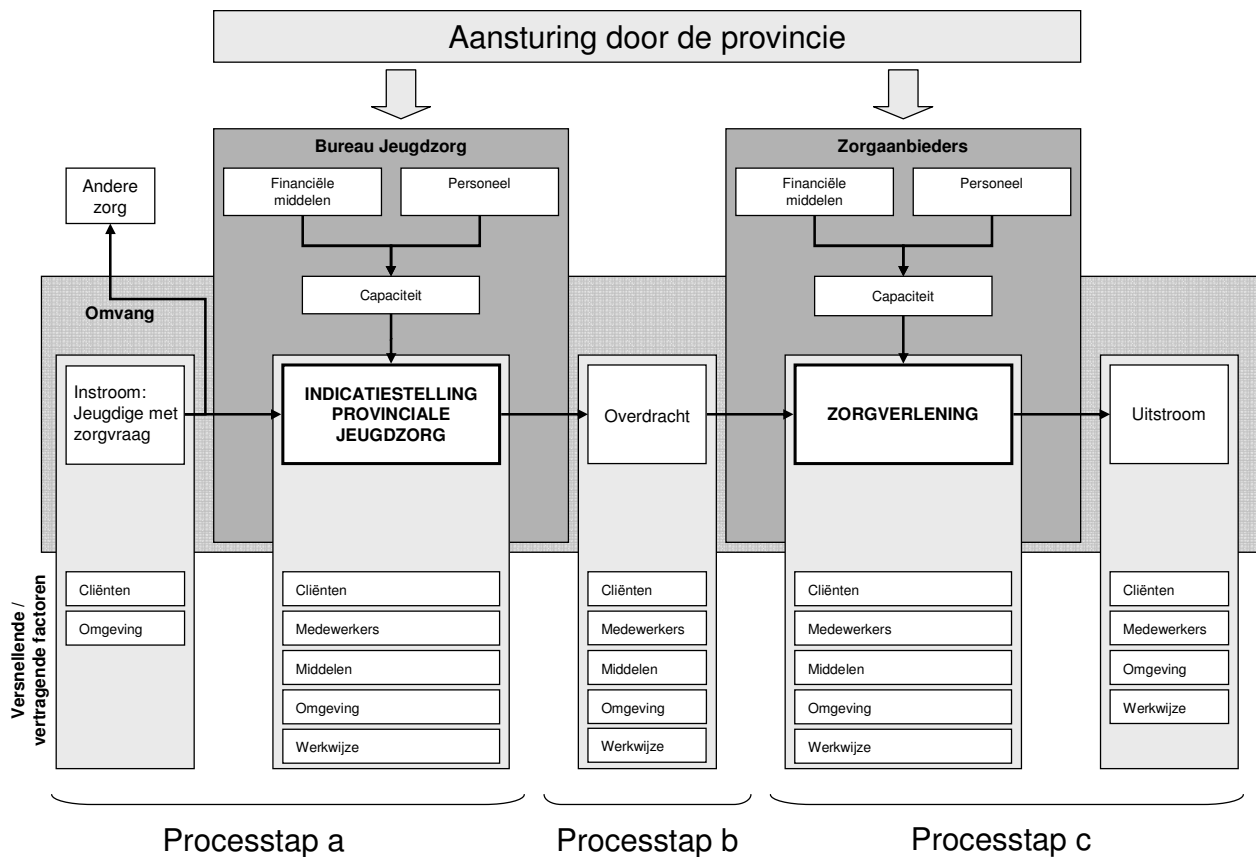 Aansturing door de provincie
Bureau Jeugdzorg
Financiële
middelen
Personeel
Capaciteit
Zorgaanbieders
Financiële
middelen
Personeel
Capaciteit
Andere
zorg
Omvang
Instroom:
Jeugdige met
zorgvraag
INDICATIESTELLING
PROVINCIALE
JEUGDZORG
Overdracht
ZORGVERLENING
Uitstroom
Versnellende /
vertragende factoren
Cliënten
Omgeving
Cliënten
Medewerkers
Middelen
Omgeving
Werkwijze
Cliënten
Medewerkers
Middelen
Omgeving
Werkwijze
Cliënten
Medewerkers
Middelen
Omgeving
Werkwijze
Cliënten
Medewerkers
Omgeving
Werkwijze
Processtap a
Processtap b
Processtap c